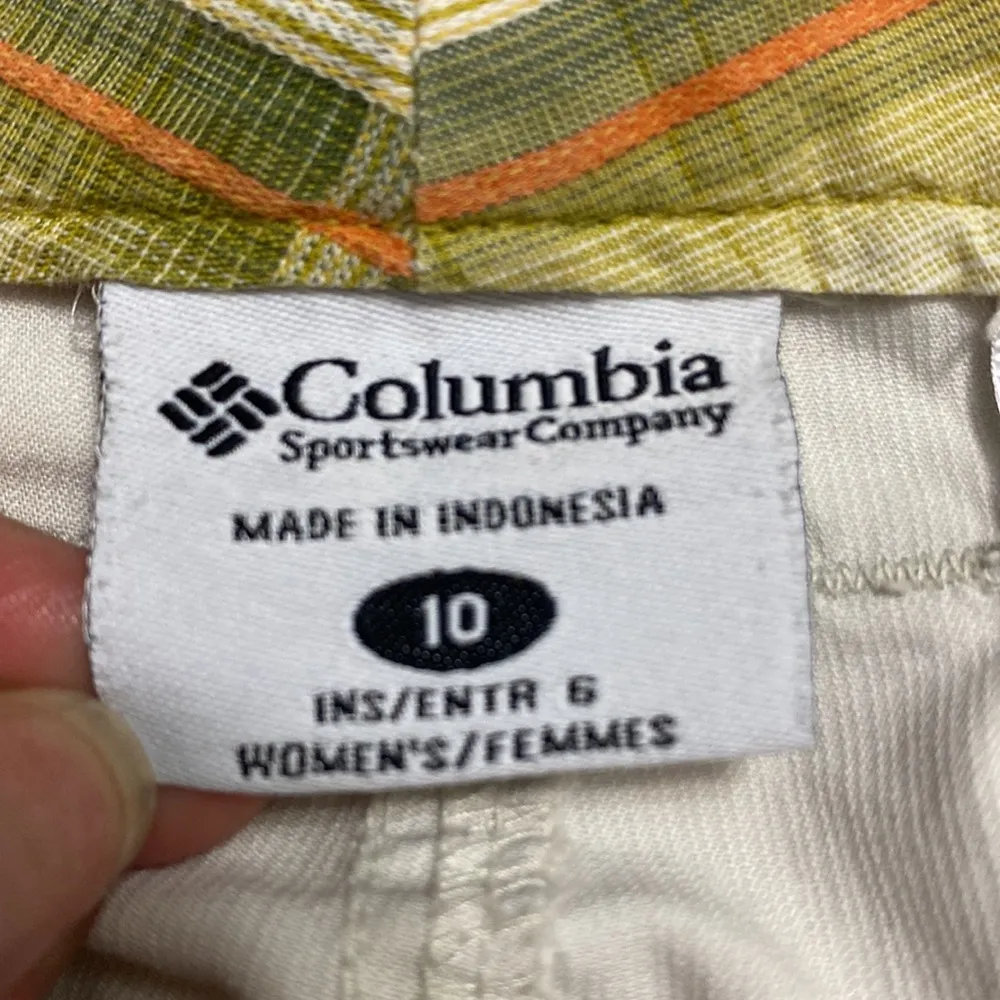 Columbia
Sportswear Company
MADE IN INDONESIA
10
INS/ENTR 6
WOMEN'S/FEMMES